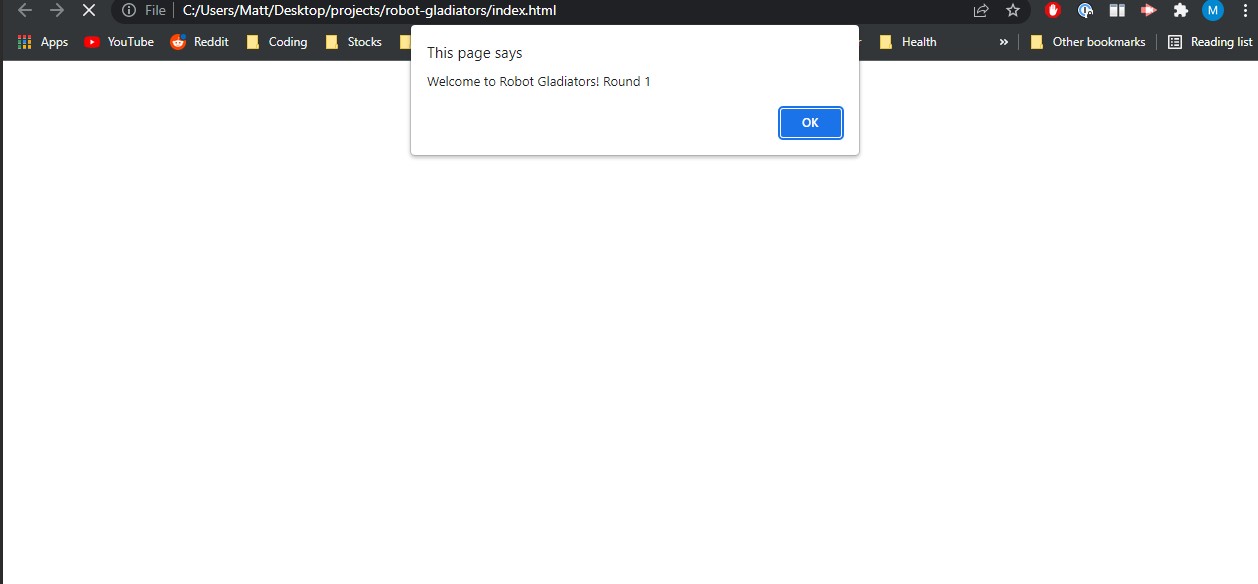 File C:/Users/Matt/Desktop/projects/robot-gladiators/index.html M
Apps YouTube Reddit Coding Stocks Health » Other bookmarks Reading list
This page says
Welcome to Robot Gladiators! Round 1
OK